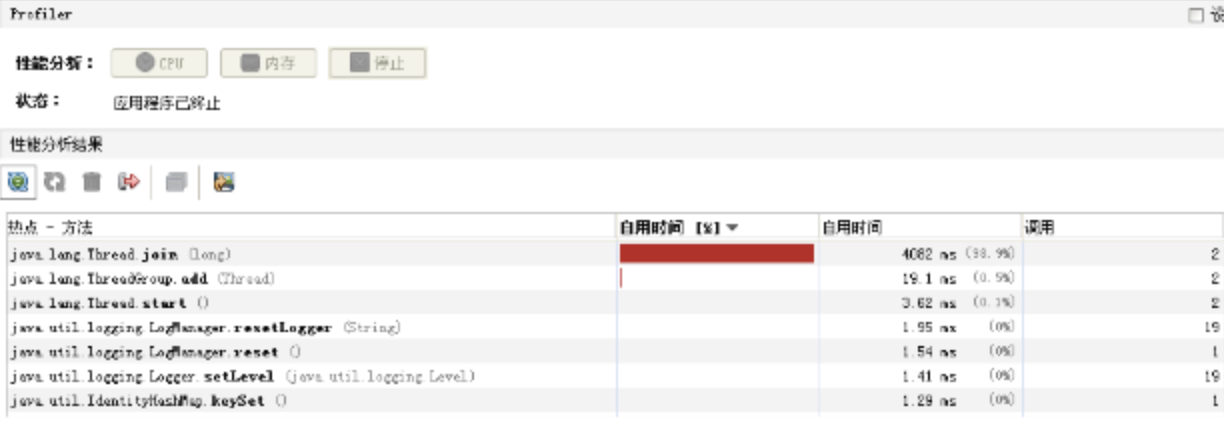 Profiler
性能分析： CPU 内存 停止
状态： 应用程序已终止
性能分析结果
热点 - 方法 自用时间 [%] 自用时间 调用
java.lang.Thread.join (long) 4082 ms (98.9%) 2
java.lang.ThreadGroup.add (Thread) 19.1 ms (0.5%) 2
java.lang.Thread.start () 3.62 ms (0.1%) 2
java.util.logging.LogManager.resetLogger (String) 1.95 ms (0%) 19
java.util.logging.LogManager.reset () 1.54 ms (0%) 1
java.util.logging.Logger.setLevel (java.util.logging.Level) 1.41 ms (0%) 19
java.util.IdentityHashMap.keySet () 1.29 ms (0%) 1